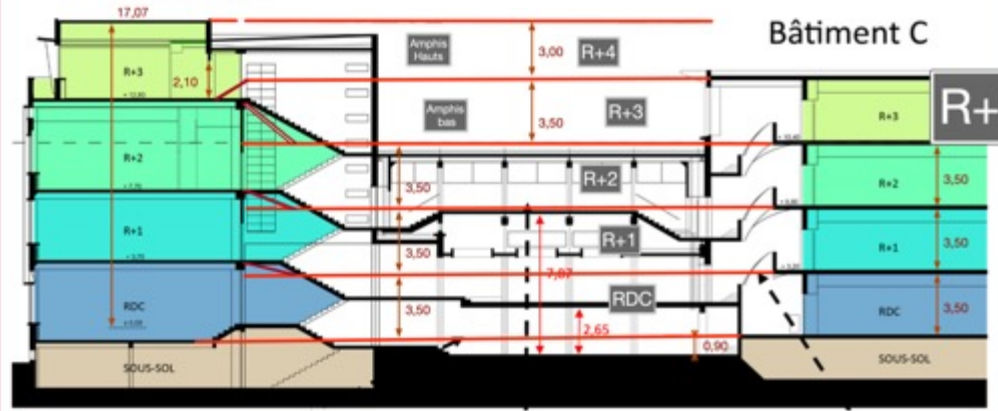 17,07
Bâtiment C
Amphis
Hauts
3,00
R+4
R+3
2,10
Amphis
bas
R+3
R+
R+3
3,50
R+2
R+2
3,50
R+2
3,50
R+1
R+1
3,50
R+1
3,50
7,07
RDC
RDC
3,50
2,65
RDC
3,50
0,90
SOUS-SOL
SOUS-SOL